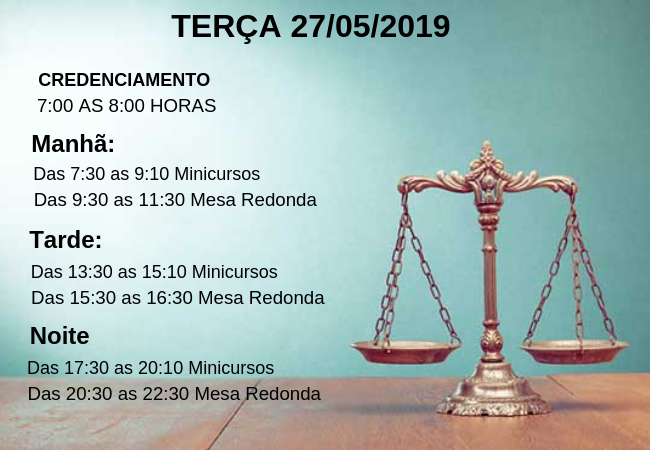 TERÇA 27/05/2019
CREDENCIAMENTO
7:00 AS 8:00 HORAS
Manhã:
Das 7:30 as 9:10 Minicursos
Das 9:30 as 11:30 Mesa Redonda
Tarde:
Das 13:30 as 15:10 Minicursos
Das 15:30 as 16:30 Mesa Redonda
Noite
Das 17:30 as 20:10 Minicursos
Das 20:30 as 22:30 Mesa Redonda